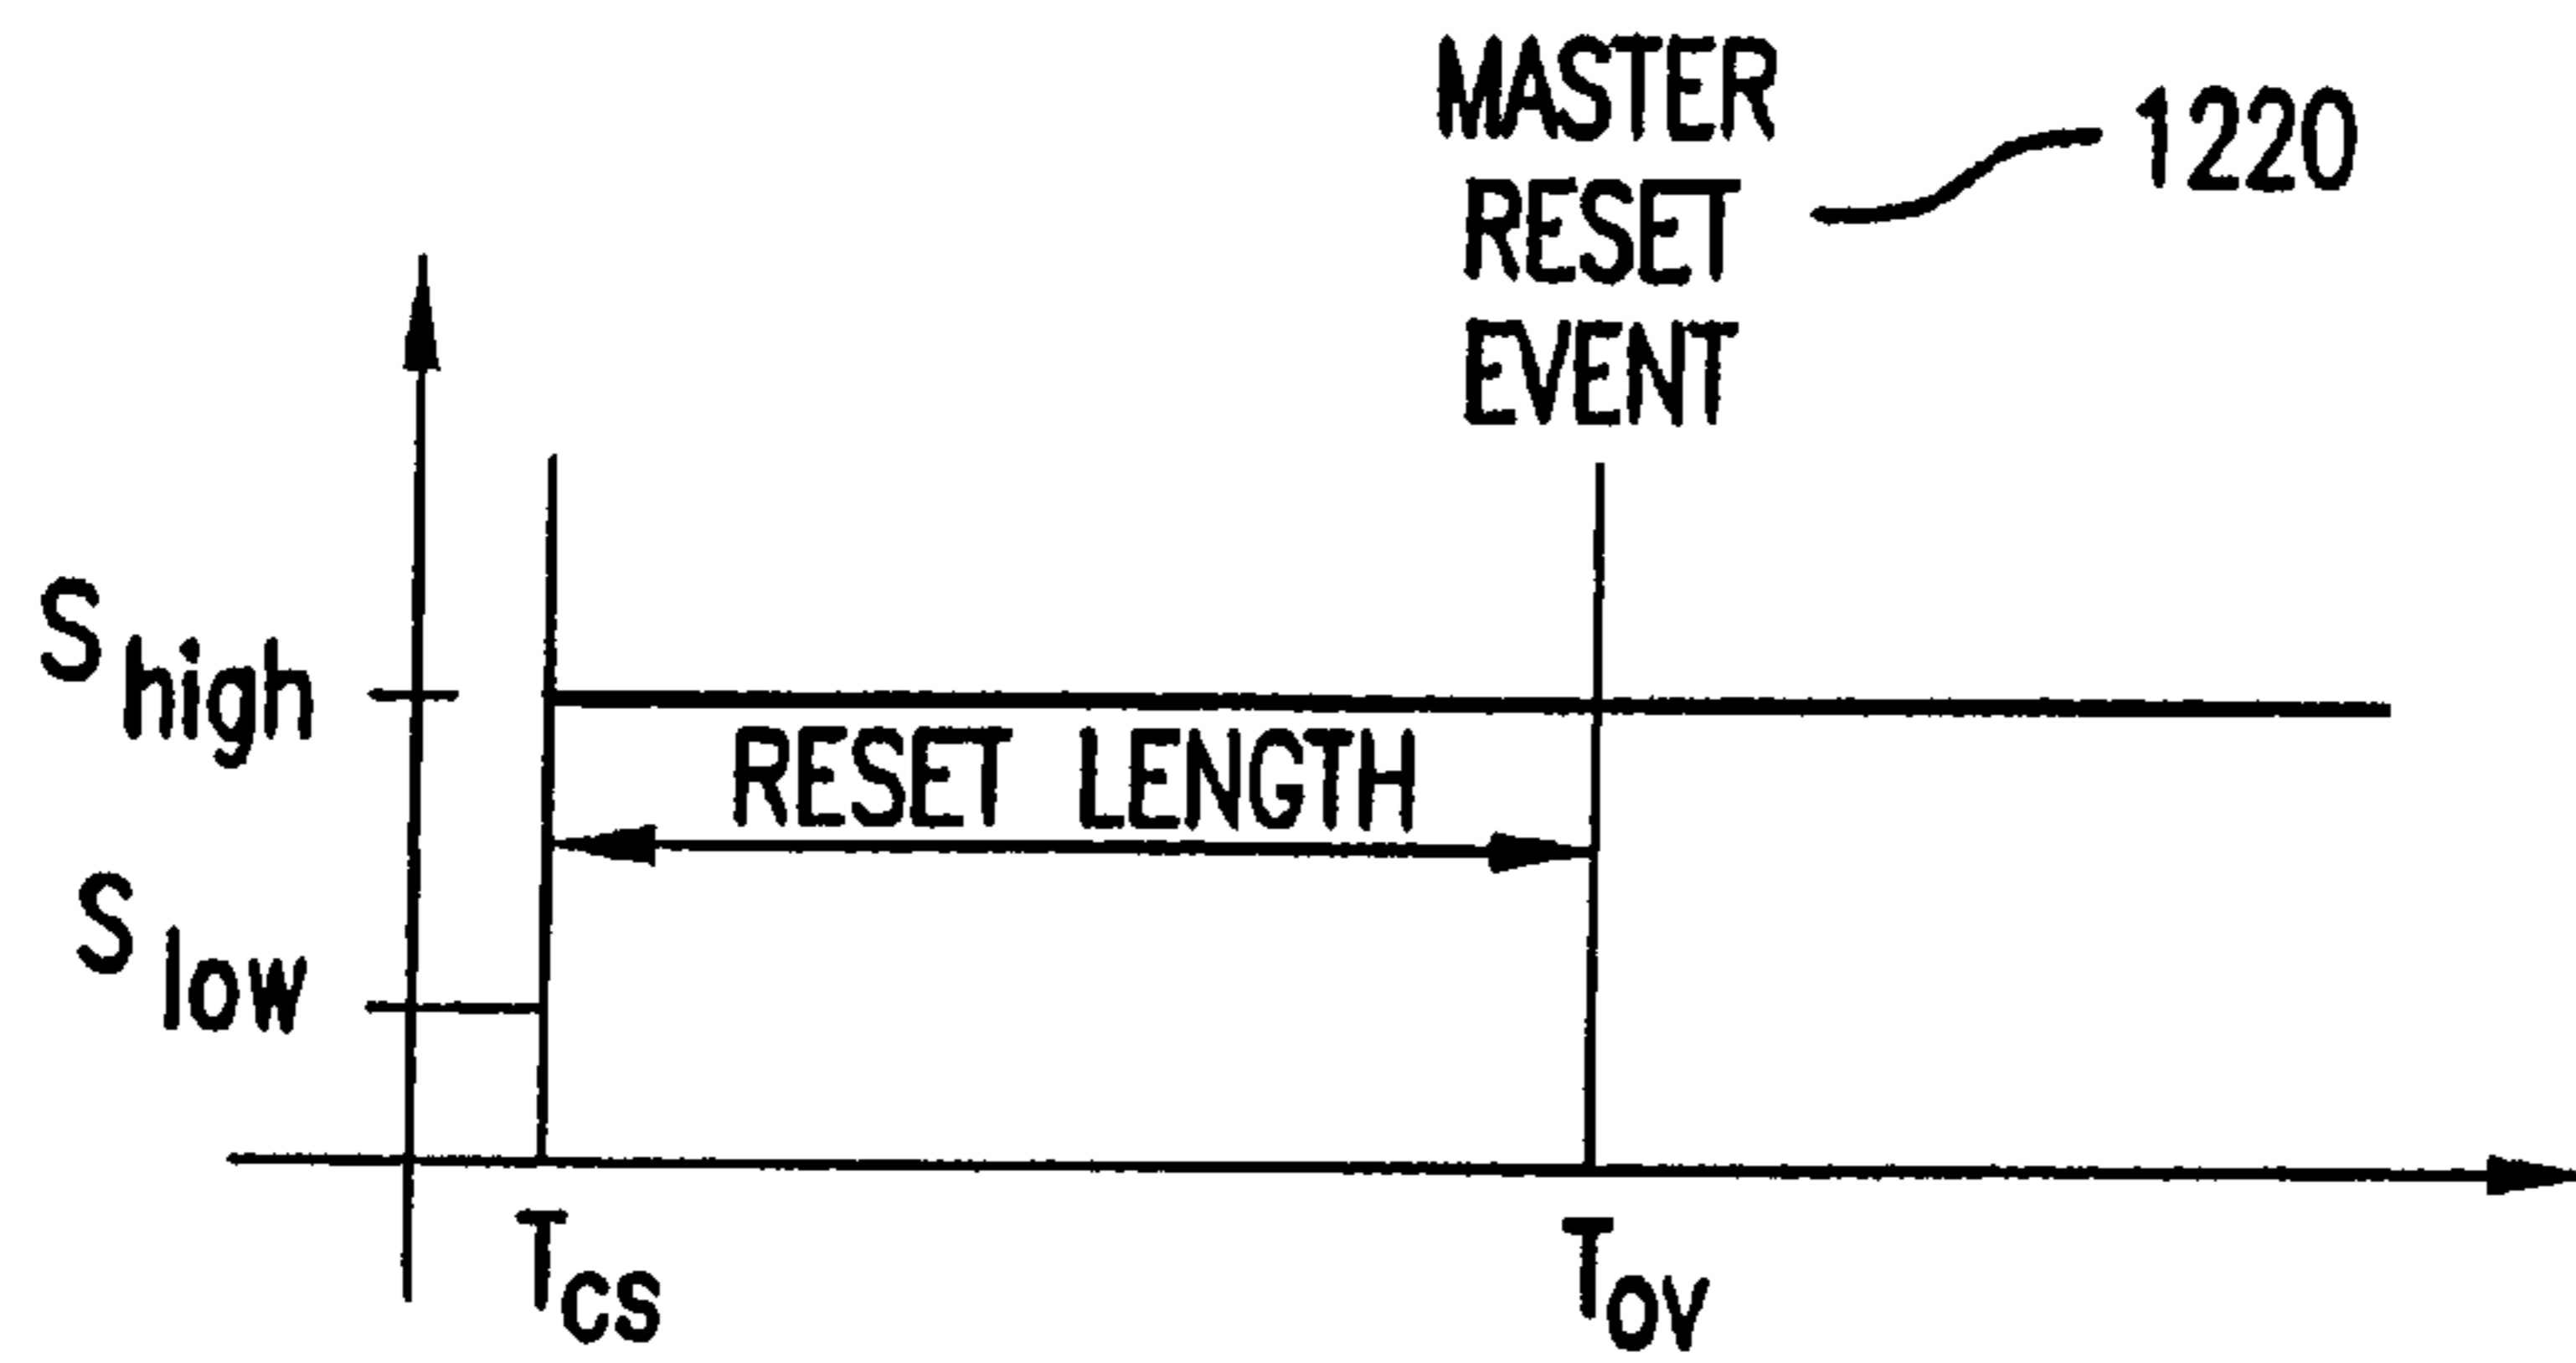 MASTER
RESET
EVENT
1220
S high
RESET LENGTH
S low
TCS
TOV